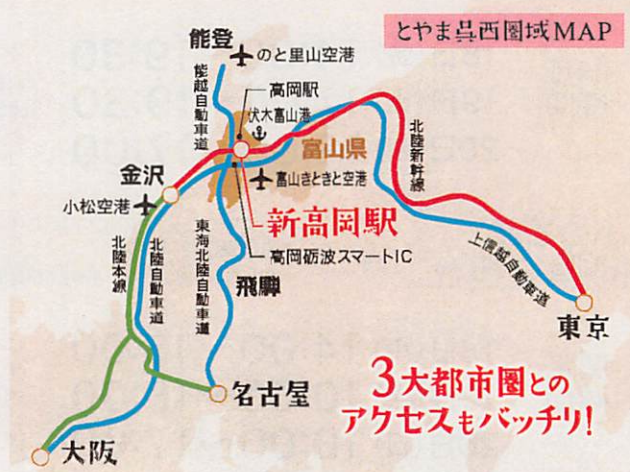 とやま呉西圏域MAP
能登
のと里山空港
能越自動車道
高岡駅
伏木富山港
北陸新幹線
富山県
金沢
富山きときと空港
小松空港
新高岡駅
東海北陸自動車道
北陸自動車道
北陸本線
高岡砺波スマートIC
上信越自動車道
飛騨
東京
3大都市圏との
アクセスもバッチリ!
名古屋
大阪